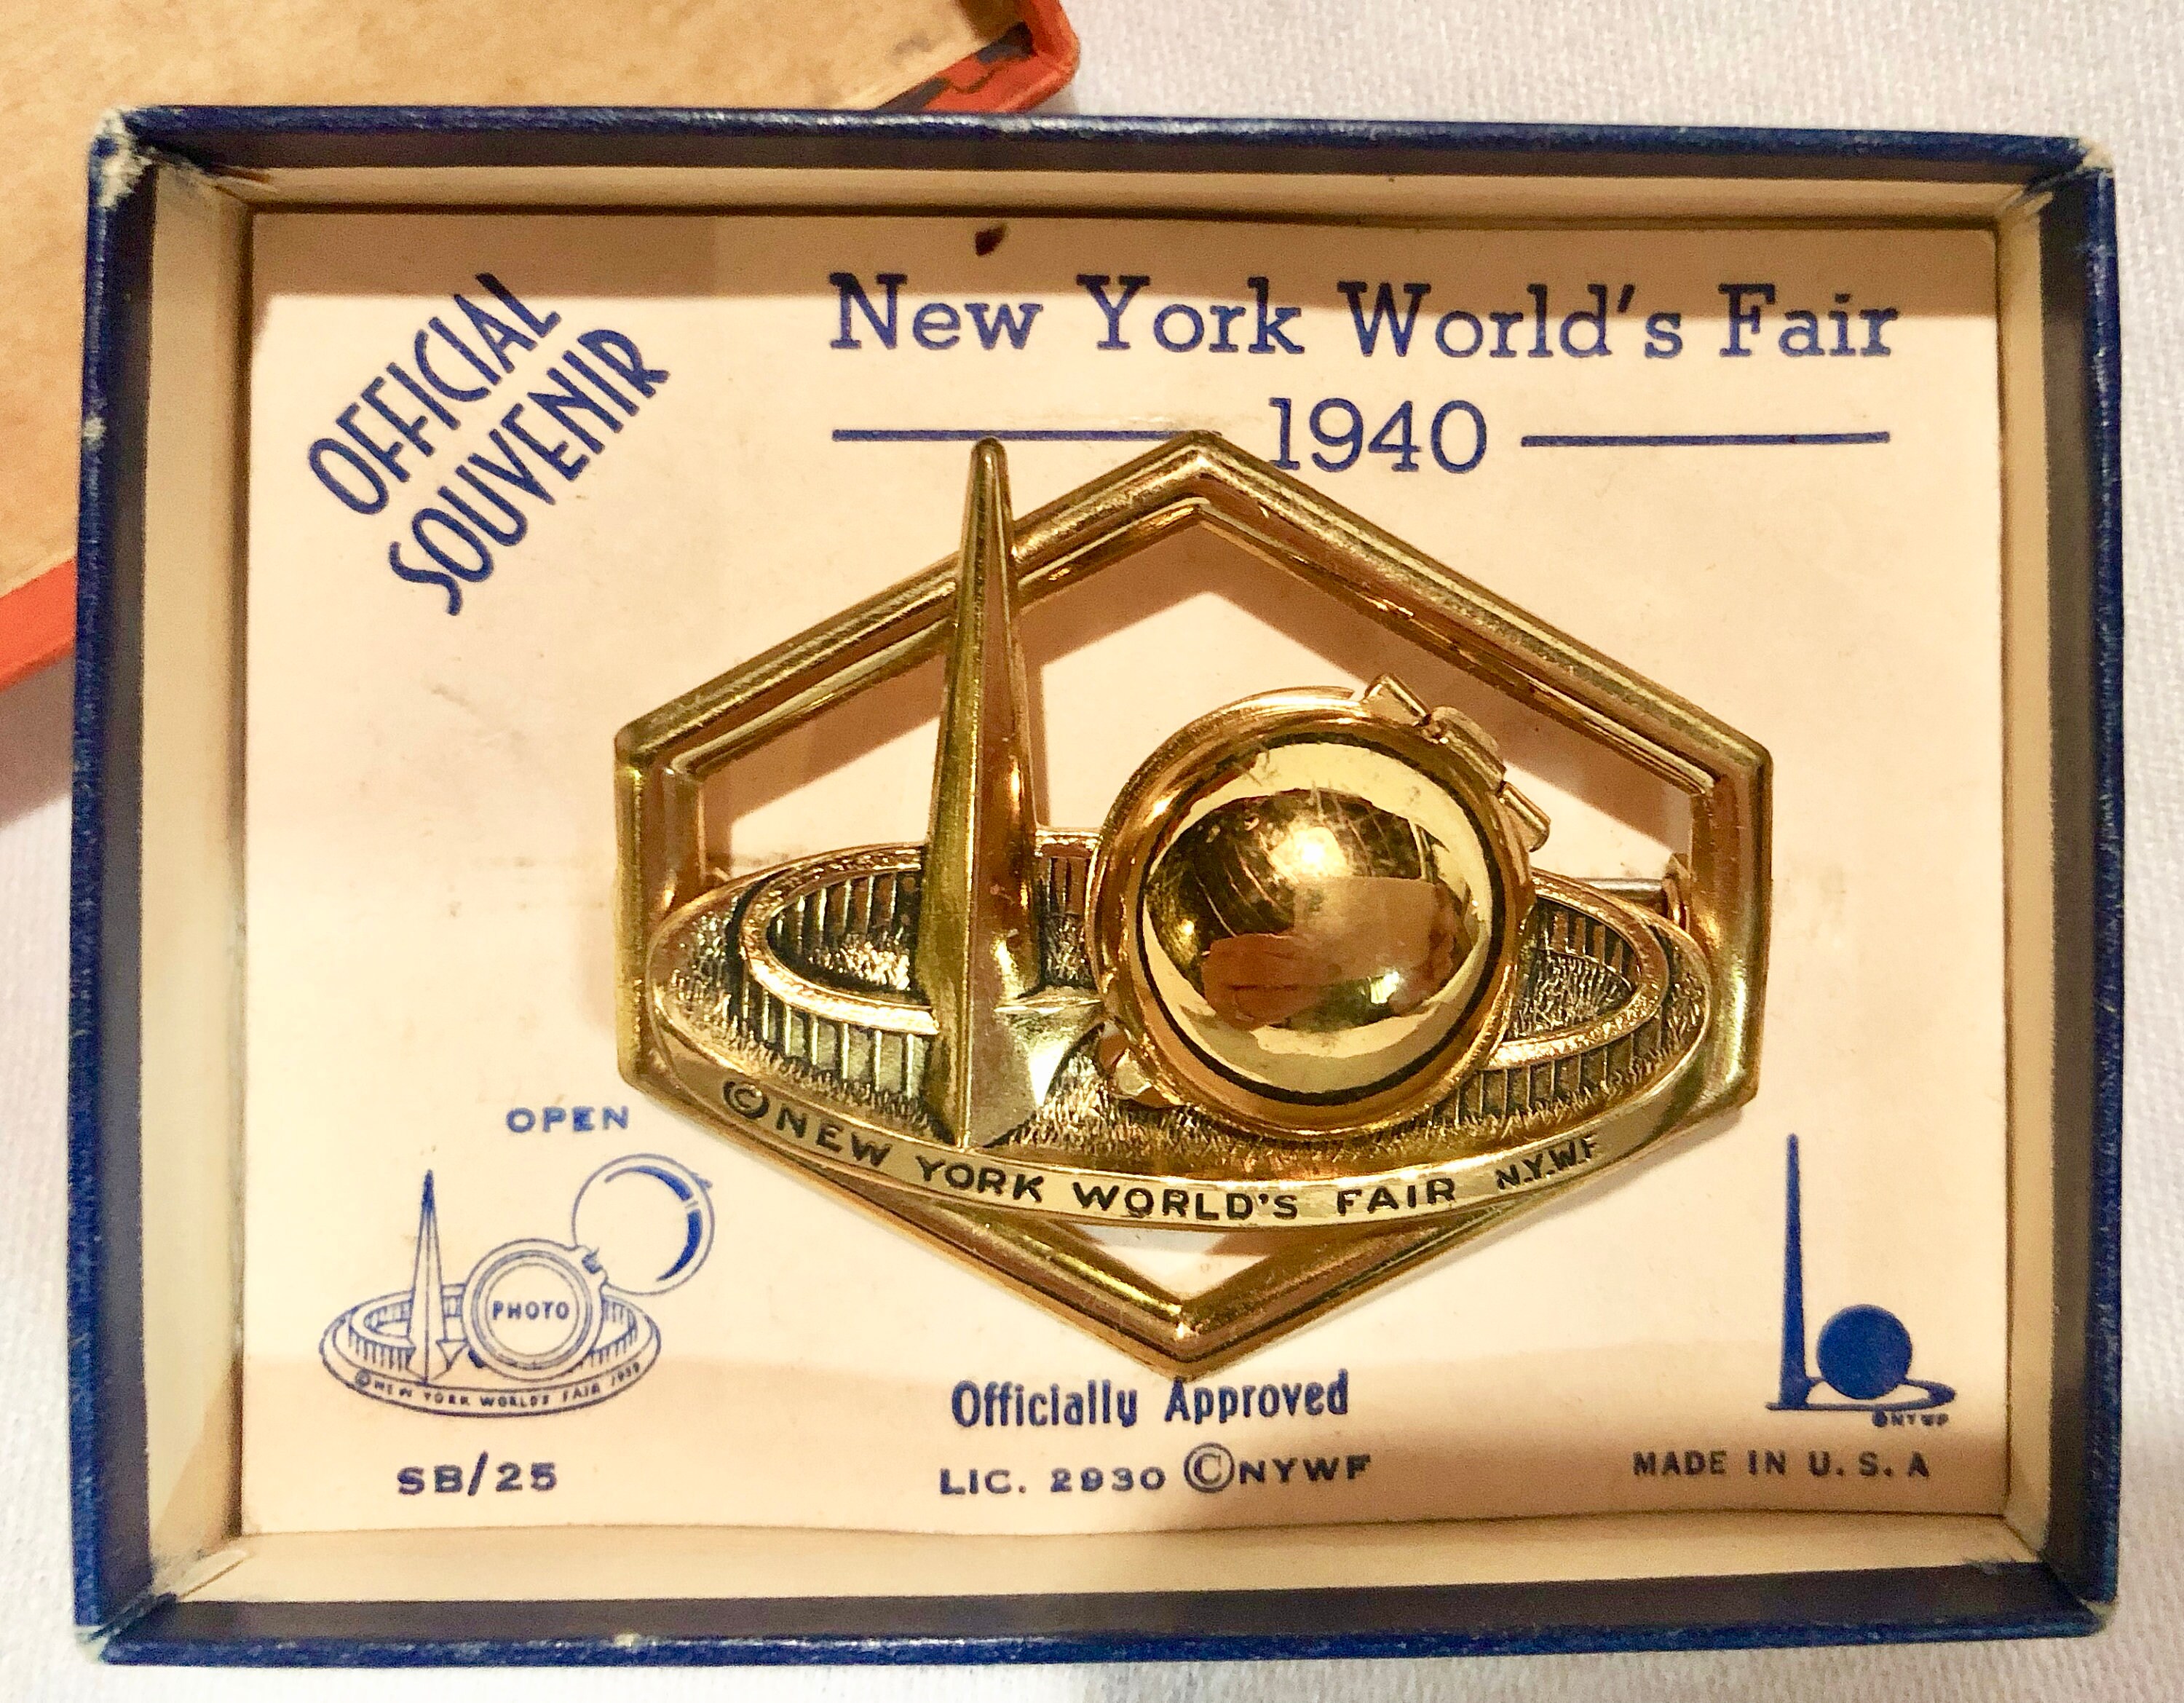 OFFICIAL
SOUVENIR
New York World's Fair
1940
© NEW YORK WORLD'S FAIR N.Y.W.F
OPEN
PHOTO
© NEW YORK WORLDS FAIR 1939
SB/25
Officially Approved
LIC. 2930 © NYWF
© NYWF
MADE IN U. S. A